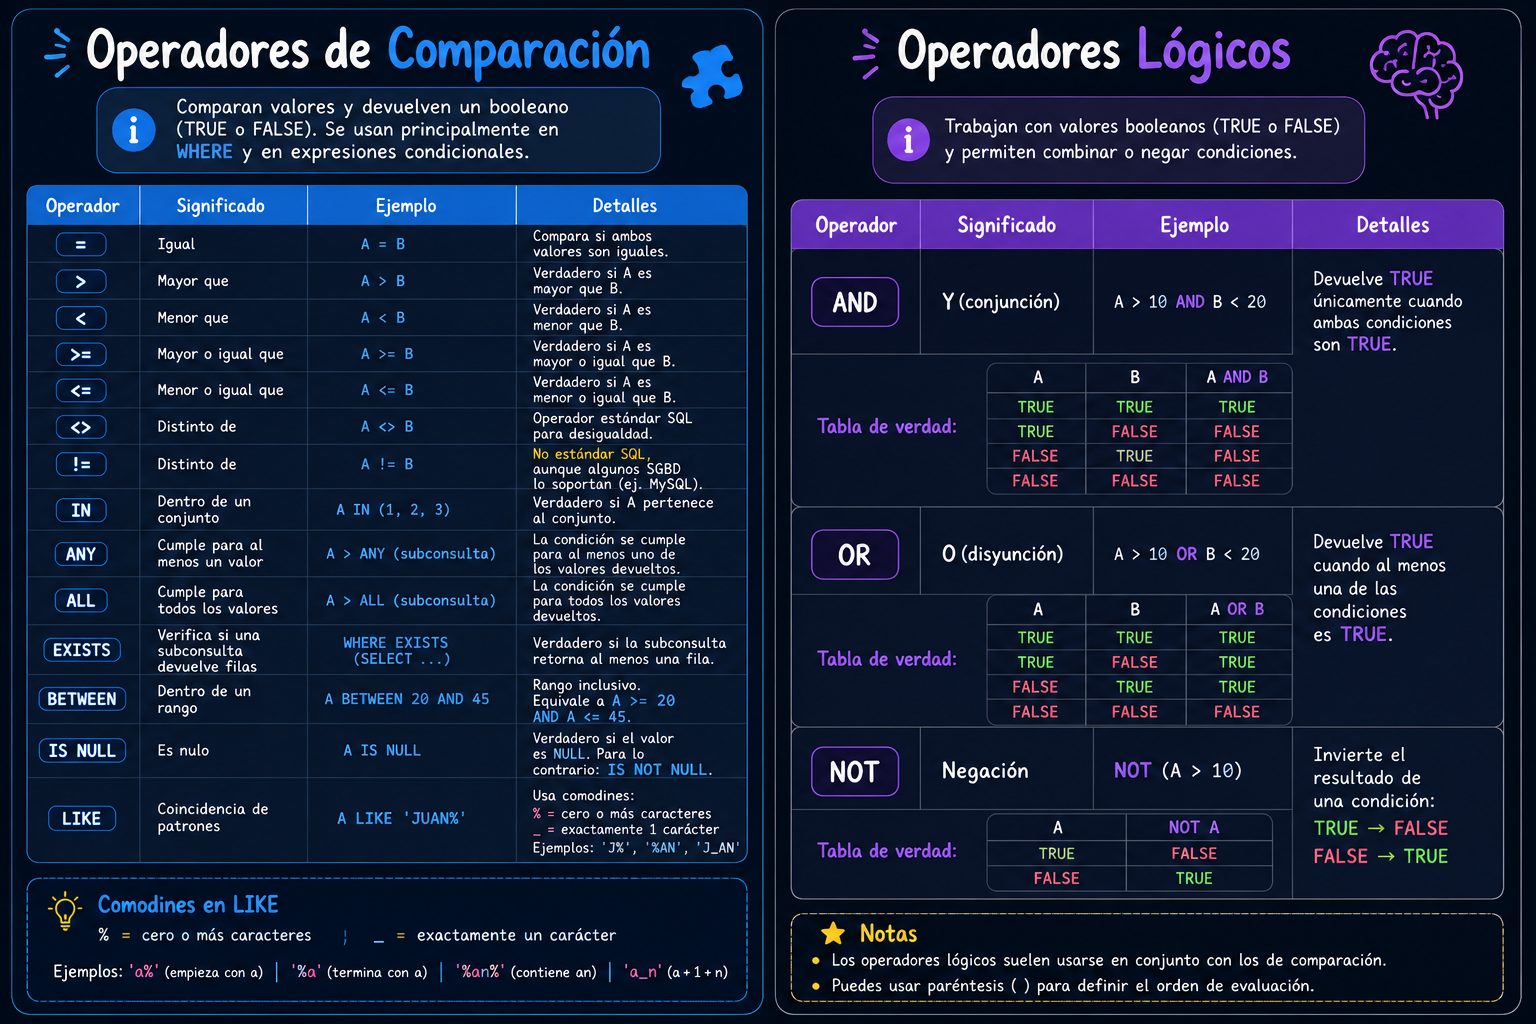 Operadores de Comparación
Comparan valores y devuelven un booleano
(TRUE o FALSE). Se usan principalmente en
WHERE y en expresiones condicionales.
Operador Significado Ejemplo Detalles
= Igual A = B Compara si ambos
valores son iguales.
> Mayor que A > B Verdadero si A es
mayor que B.
< Menor que A < B Verdadero si A es
menor que B.
>= Mayor o igual que A >= B Verdadero si A es
mayor o igual que B.
<= Menor o igual que A <= B Verdadero si A es
menor o igual que B.
<> Distinto de A <> B Operador estándar SQL
para desigualdad.
!= Distinto de A != B No estándar SQL,
aunque algunos SGBD
lo soportan (ej. MySQL).
IN Dentro de un
conjunto
A IN (1, 2, 3)
Verdadero si A pertenece
al conjunto.
ANY Cumple para al
menos un valor
A > ANY (subconsulta)
La condición se cumple
para al menos uno de
los valores devueltos.
ALL Cumple para
todos los valores
A > ALL (subconsulta)
La condición se cumple
para todos los valores
devueltos.
EXISTS Verifica si una
subconsulta
devuelve filas
WHERE EXISTS
(SELECT ...)
Verdadero si la subconsulta
retorna al menos una fila.
BETWEEN Dentro de un
rango
A BETWEEN 20 AND 45
Rango inclusivo.
Equivale a A >= 20
AND A <= 45.
IS NULL Es nulo A IS NULL Verdadero si el valor
es NULL. Para lo
contrario: IS NOT NULL.
LIKE Coincidencia de
patrones
A LIKE 'JUAN%'
Usa comodines:
% = cero o más caracteres
_ = exactamente 1 carácter
Ejemplos: 'J%', '%AN', 'J_AN'
Comodines en LIKE
% = cero o más caracteres ; _ = exactamente un carácter
Ejemplos: 'a%' (empieza con a) | '%a' (termina con a) | '%an%' (contiene an) | 'a_n' (a + 1 + n)
Operadores Lógicos
Trabajan con valores booleanos (TRUE o FALSE)
y permiten combinar o negar condiciones.
Operador Significado Ejemplo Detalles
AND Y (conjunción) A > 10 AND B < 20
Devuelve TRUE
únicamente cuando
ambas condiciones
son TRUE.
Tabla de verdad:
A B A AND B
TRUE TRUE TRUE
TRUE FALSE FALSE
FALSE TRUE FALSE
FALSE FALSE FALSE
OR O (disyunción) A > 10 OR B < 20
Devuelve TRUE
cuando al menos
una de las
condiciones
es TRUE.
Tabla de verdad:
A B A OR B
TRUE TRUE TRUE
TRUE FALSE TRUE
FALSE TRUE TRUE
FALSE FALSE FALSE
NOT Negación NOT (A > 10)
Invierte el
resultado de
una condición:
TRUE → FALSE
FALSE → TRUE
Tabla de verdad:
A NOT A
TRUE FALSE
FALSE TRUE
Notas
• Los operadores lógicos suelen usarse en conjunto con los de comparación.
• Puedes usar paréntesis ( ) para definir el orden de evaluación.